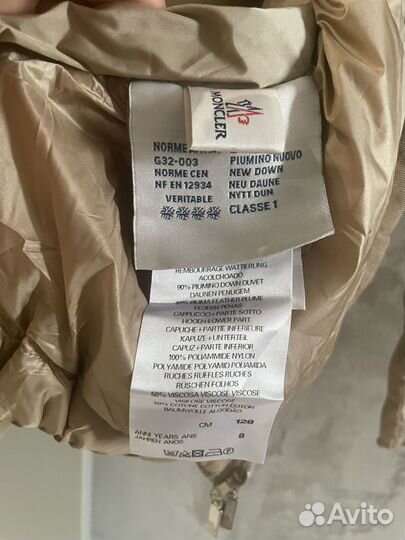 MONCLER
NORME
G32-003
NORME CEN
NF EN 12934
VERITABLE
PIUMINO NUOVO
NEW DOWN
NEU DAUNE
NYTT DUN
CLASSE 1
REMBOURRAGE WATTIERUNG
ACOLCHOADO
90% PIUMINO DOWN DUVET
DAUNEN PENUGEM
10% PIUMA FEATHER PLUME
FEDERN PENAS
CAPPUCCIO+PARTE SOTTO
HOOD+LOWER PART
CAPUCHE+PARTIE INFERIEURE
KAPUZE+UNTERTEIL
CAPUZ+PARTE INFERIOR
100% POLIAMMIDE NYLON
POLYAMIDE POLYAMID POLIAMIDA
RUCHES RUFFLES RUCHES
RUSCHEN FOLHOS
50% VISCOSA VISCOSE VISCOSE
VISKOSE VISCOSE
50% COTONE COTTON COTON
BAUMWOLLE ALGODAO
CM 128
ANNI YEARS ANS 8
JAHREN ANOS
Avito